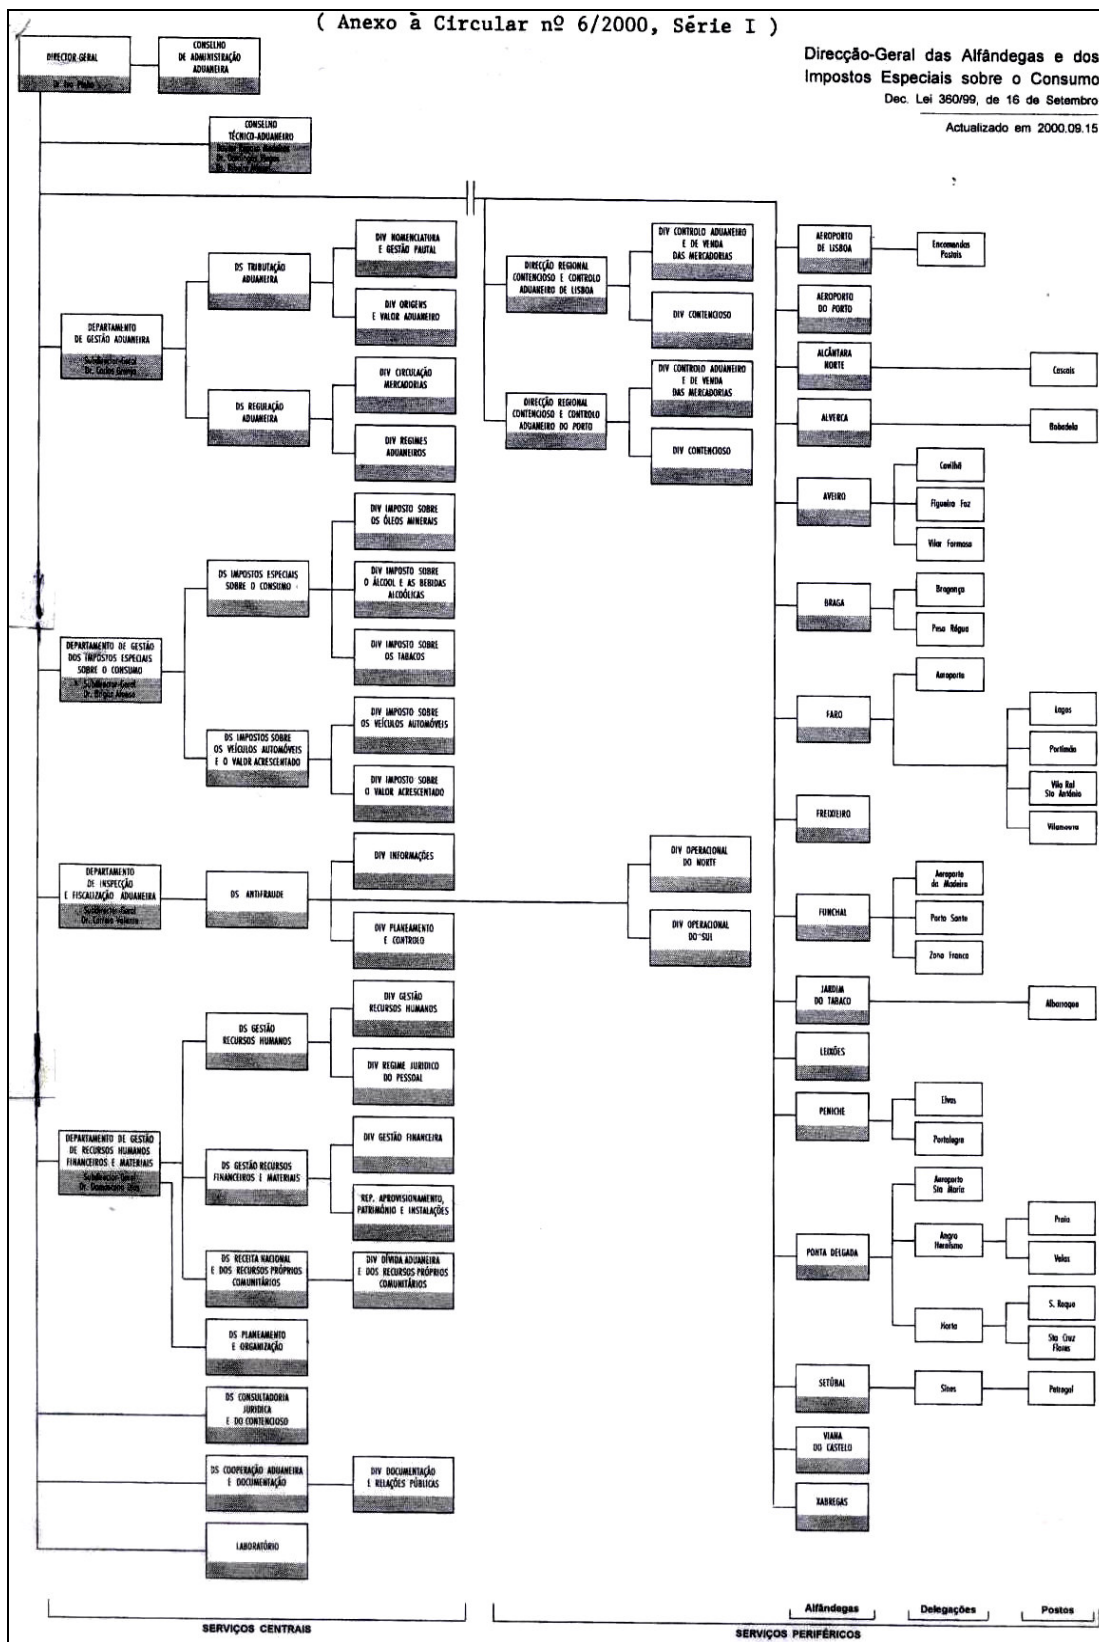 ( Anexo à Circular nº 6/2000, Série I )
Direcção-Geral das Alfândegas e dos
Impostos Especiais sobre o Consumo
Dec. Lei 360/99, de 16 de Setembro
Actualizado em 2000.09.15
DIRECTOR-GERAL
CONSELHO
DE ADMINISTRAÇÃO
ADUANEIRA
CONSELHO
TÉCNICO-ADUANEIRO
DEPARTAMENTO
DE GESTÃO ADUANEIRA
Subdirector-Geral
DS TRIBUTAÇÃO
ADUANEIRA
DIV NOMENCLATURA
E GESTÃO PAUTAL
DIV ORIGENS
E VALOR ADUANEIRO
DS REGULAÇÃO
ADUANEIRA
DIV CIRCULAÇÃO
MERCADORIAS
DIV REGIMES
ADUANEIROS
DEPARTAMENTO DE GESTÃO
DOS IMPOSTOS ESPECIAIS
SOBRE O CONSUMO
Subdirector-Geral
DS IMPOSTOS ESPECIAIS
SOBRE O CONSUMO
DIV IMPOSTO SOBRE
OS ÓLEOS MINERAIS
DIV IMPOSTO SOBRE
O ÁLCOOL E AS BEBIDAS
ALCOÓLICAS
DIV IMPOSTO SOBRE
OS TABACOS
DS IMPOSTOS SOBRE
OS VEÍCULOS AUTOMÓVEIS
E O VALOR ACRESCENTADO
DIV IMPOSTO SOBRE
OS VEÍCULOS AUTOMÓVEIS
DIV IMPOSTO SOBRE
O VALOR ACRESCENTADO
DEPARTAMENTO
DE INSPECÇÃO
E FISCALIZAÇÃO ADUANEIRA
Subdirector-Geral
DS ANTIFRAUDE
DIV INFORMAÇÕES
DIV PLANEAMENTO
E CONTROLO
DIV OPERACIONAL
DO NORTE
DIV OPERACIONAL
DO SUL
DEPARTAMENTO DE GESTÃO
DE RECURSOS HUMANOS
FINANCEIROS E MATERIAIS
Subdirector-Geral
DS GESTÃO
RECURSOS HUMANOS
DIV GESTÃO
RECURSOS HUMANOS
DIV REGIME JURIDICO
DO PESSOAL
DS GESTÃO RECURSOS
FINANCEIROS E MATERIAIS
DIV GESTÃO FINANCEIRA
REP. APROVISIONAMENTO,
PATRIMÓNIO E INSTALAÇÕES
DS RECEITA NACIONAL
E DOS RECURSOS PRÓPRIOS
COMUNITÁRIOS
DIV DÍVIDA ADUANEIRA
E DOS RECURSOS PRÓPRIOS
COMUNITÁRIOS
DS PLANEAMENTO
E ORGANIZAÇÃO
DS CONSULTADORIA
JURIDICA
E DO CONTENCIOSO
DS COOPERAÇÃO ADUANEIRA
E DOCUMENTAÇÃO
DIV DOCUMENTAÇÃO
E RELAÇÕES PÚBLICAS
LABORATÓRIO
DIRECÇÃO REGIONAL
CONTENCIOSO E CONTROLO
ADUANEIRO DE LISBOA
DIV CONTROLO ADUANEIRO
E DE VENDA
DAS MERCADORIAS
DIV CONTENCIOSO
DIRECÇÃO REGIONAL
CONTENCIOSO E CONTROLO
ADUANEIRO DO PORTO
DIV CONTROLO ADUANEIRO
E DE VENDA
DAS MERCADORIAS
DIV CONTENCIOSO
AEROPORTO
DE LISBOA
Encomendas
Postais
AEROPORTO
DO PORTO
ALCÂNTARA
NORTE
Cascais
ALVERCA
Bobadela
AVEIRO
Covilhã
Figueira Foz
Vilar Formoso
BRAGA
Bragança
Peso Régua
FARO
Aeroporto
Lagos
Portimão
Vila Ral
Sto António
Vilamoura
FREIXIEIRO
FUNCHAL
Aeroporto
da Madeira
Porto Santo
Zona Franca
JARDIM
DO TABACO
Albarraque
LEIXÕES
PENICHE
Elvas
Portalegre
PONTA DELGADA
Aeroporto
Sta Maria
Angra
Heroísmo
Praia
Velas
Horta
S. Roque
Sta Cruz
Flores
SETÚBAL
Sines
Petrogal
VIANA
DO CASTELO
XABREGAS
Alfândegas
Delegações
Postos
SERVIÇOS CENTRAIS
SERVIÇOS PERIFÉRICOS